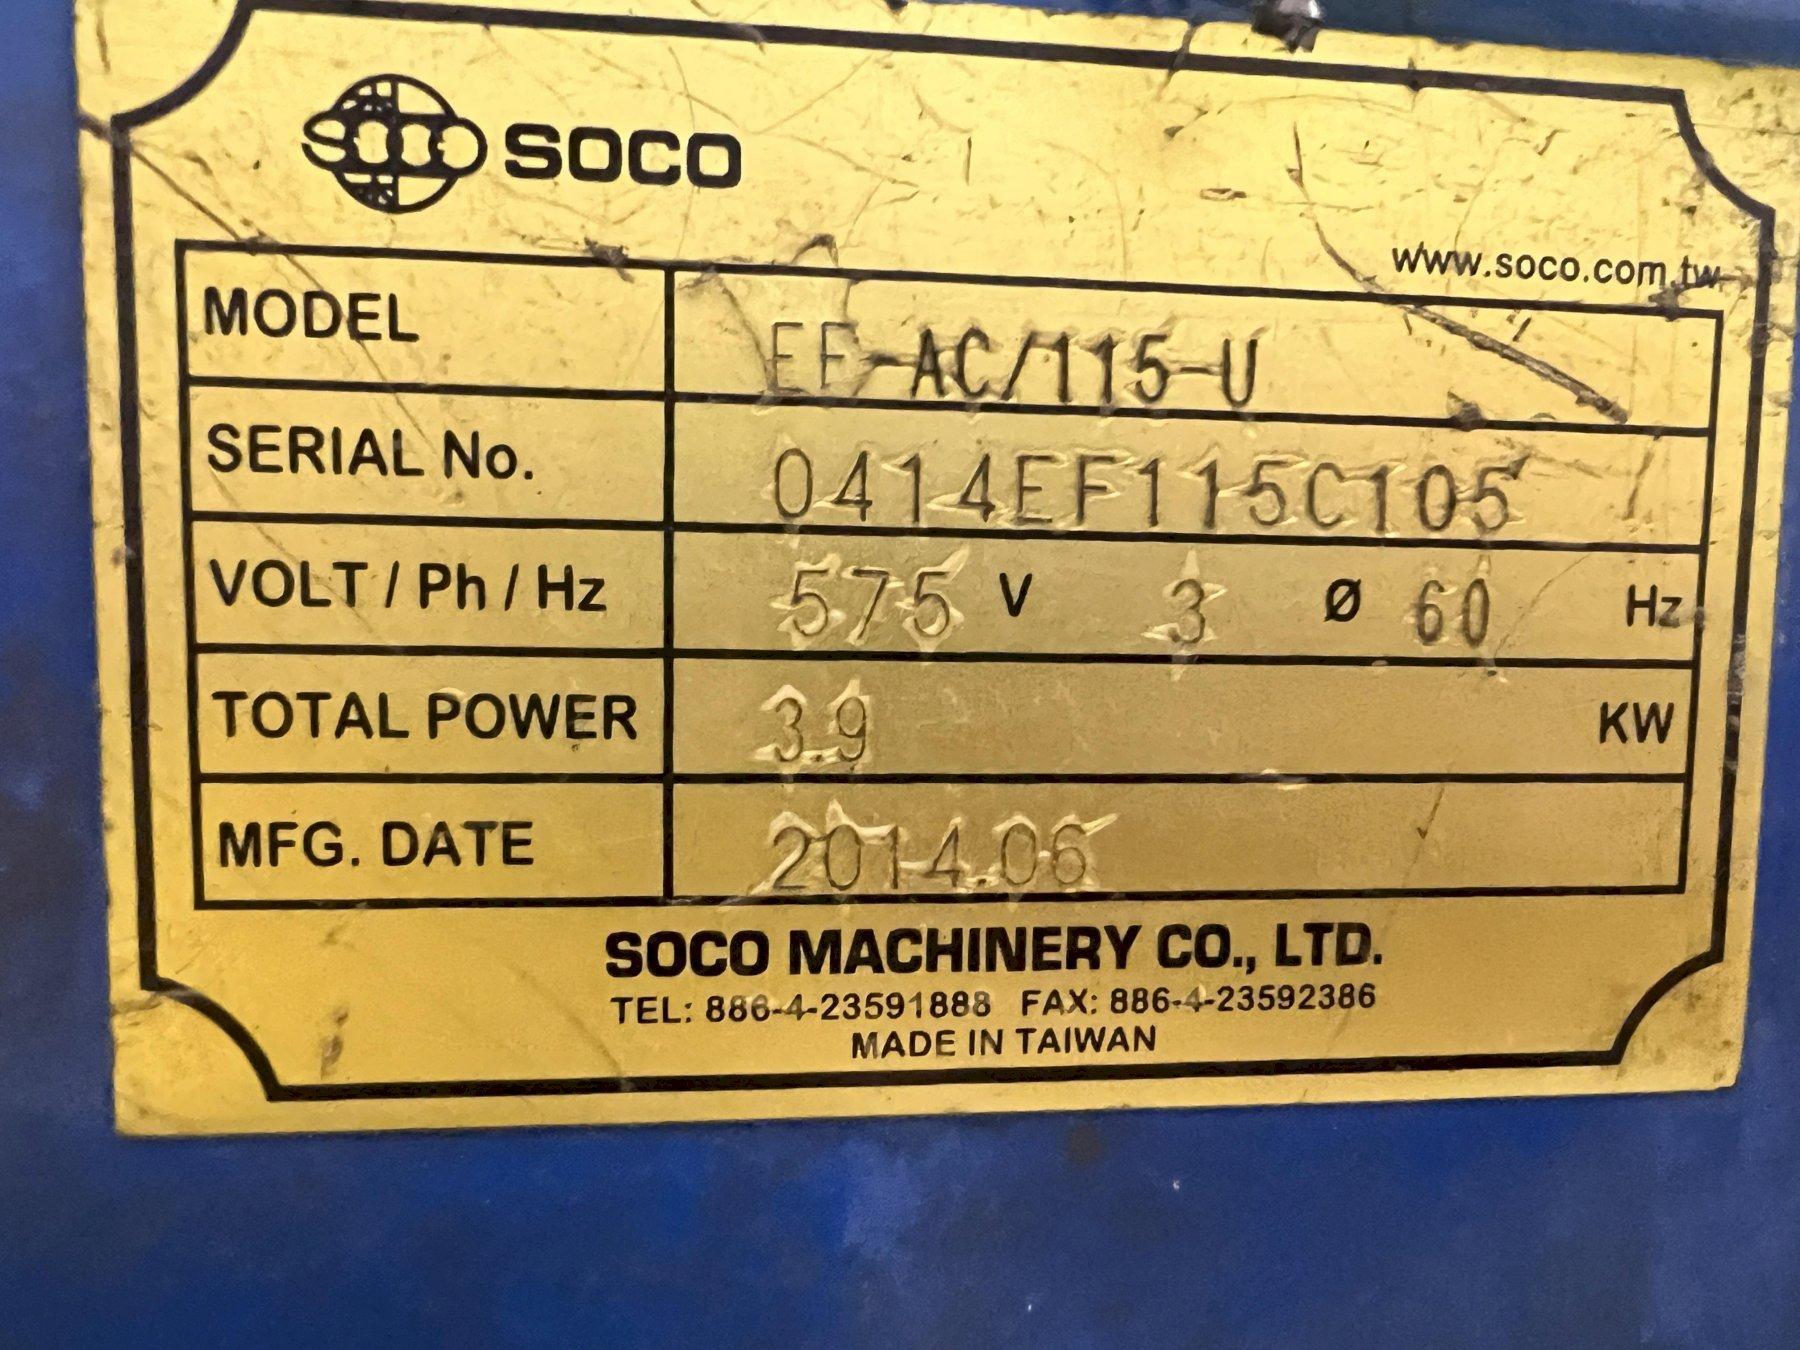 SOCO SOCO
www.soco.com.tw
MODEL EF-AC/115-U
SERIAL No. 0414EF115C105
VOLT / Ph / Hz 575 V 3 Ø 60 Hz
TOTAL POWER 3.9 KW
MFG. DATE 2014.06
SOCO MACHINERY CO., LTD.
TEL: 886-4-23591888 FAX: 886-4-23592386
MADE IN TAIWAN